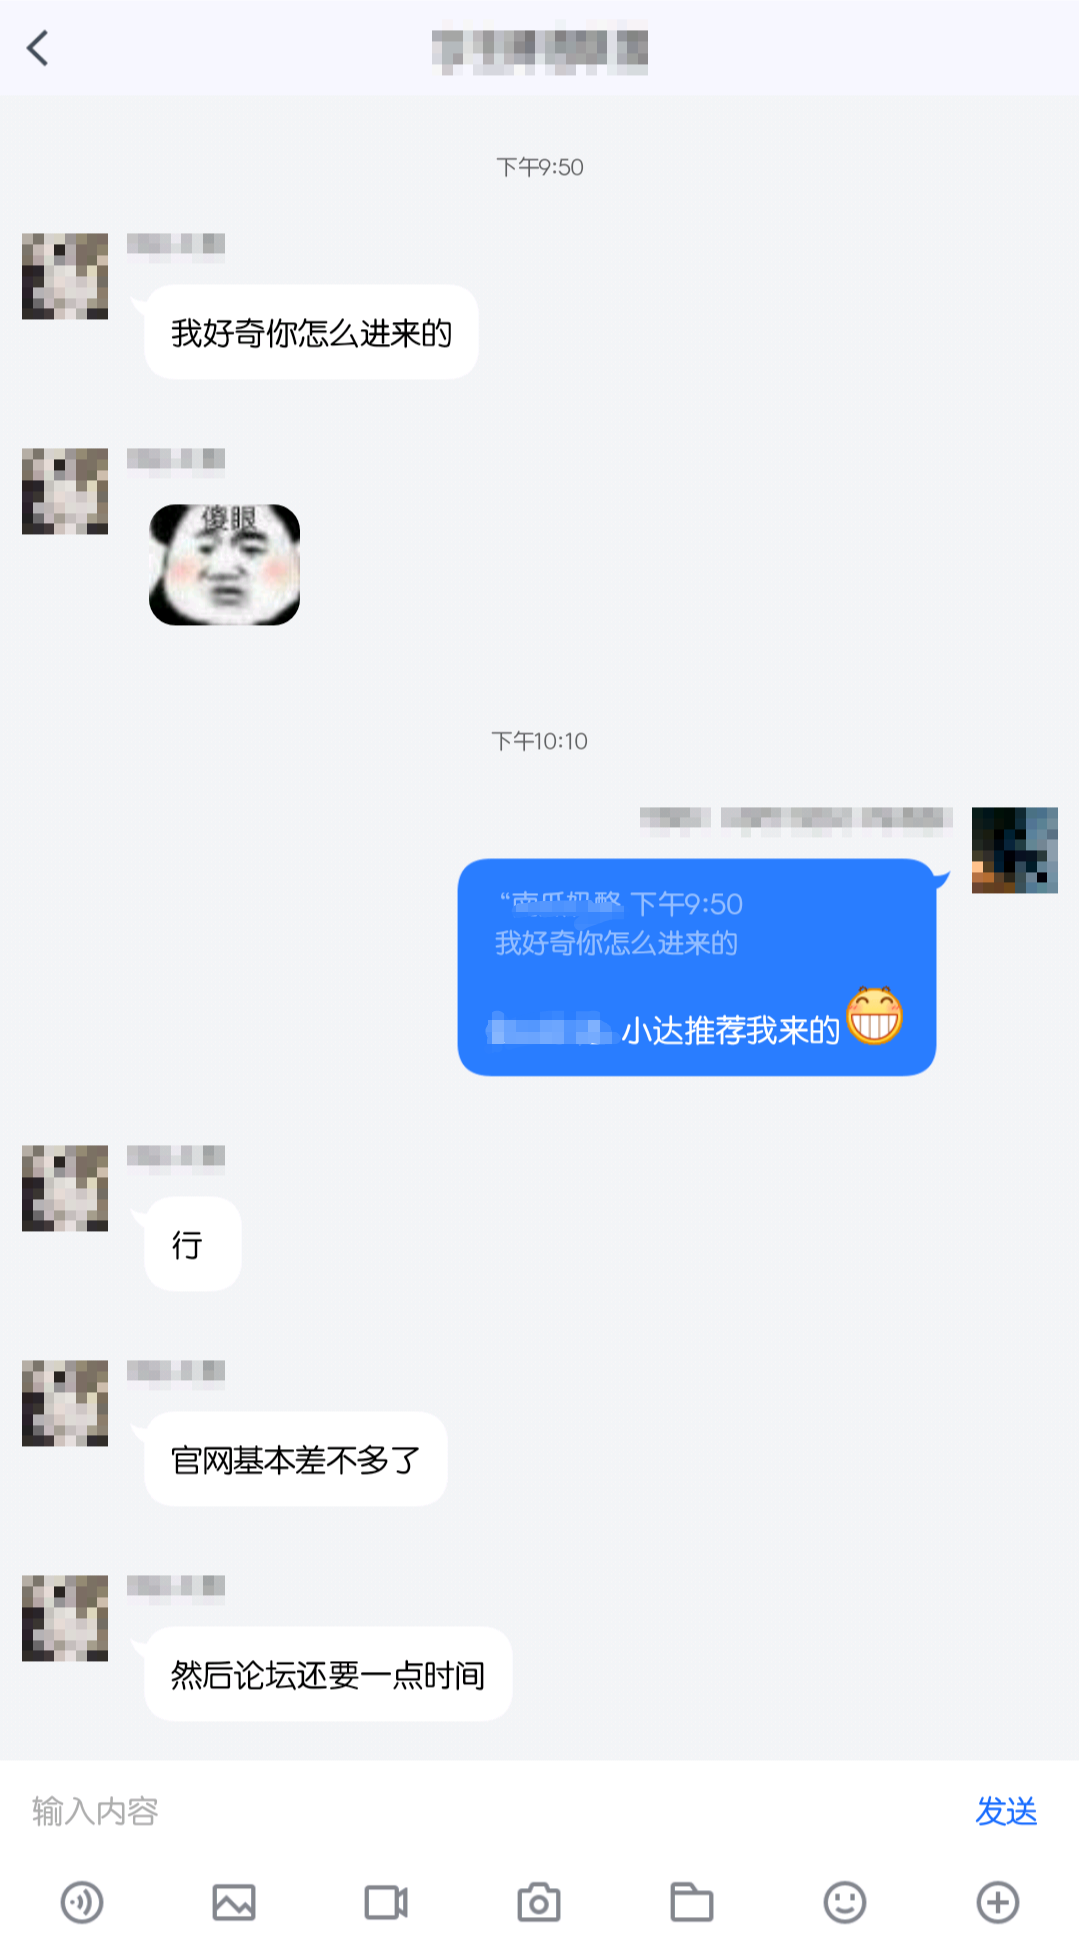 下午9:50
我好奇你怎么进来的
傻眼
下午10:10
下午9:50
我好奇你怎么进来的
小达推荐我来的
行
官网基本差不多了
然后论坛还要一点时间
输入内容
发送